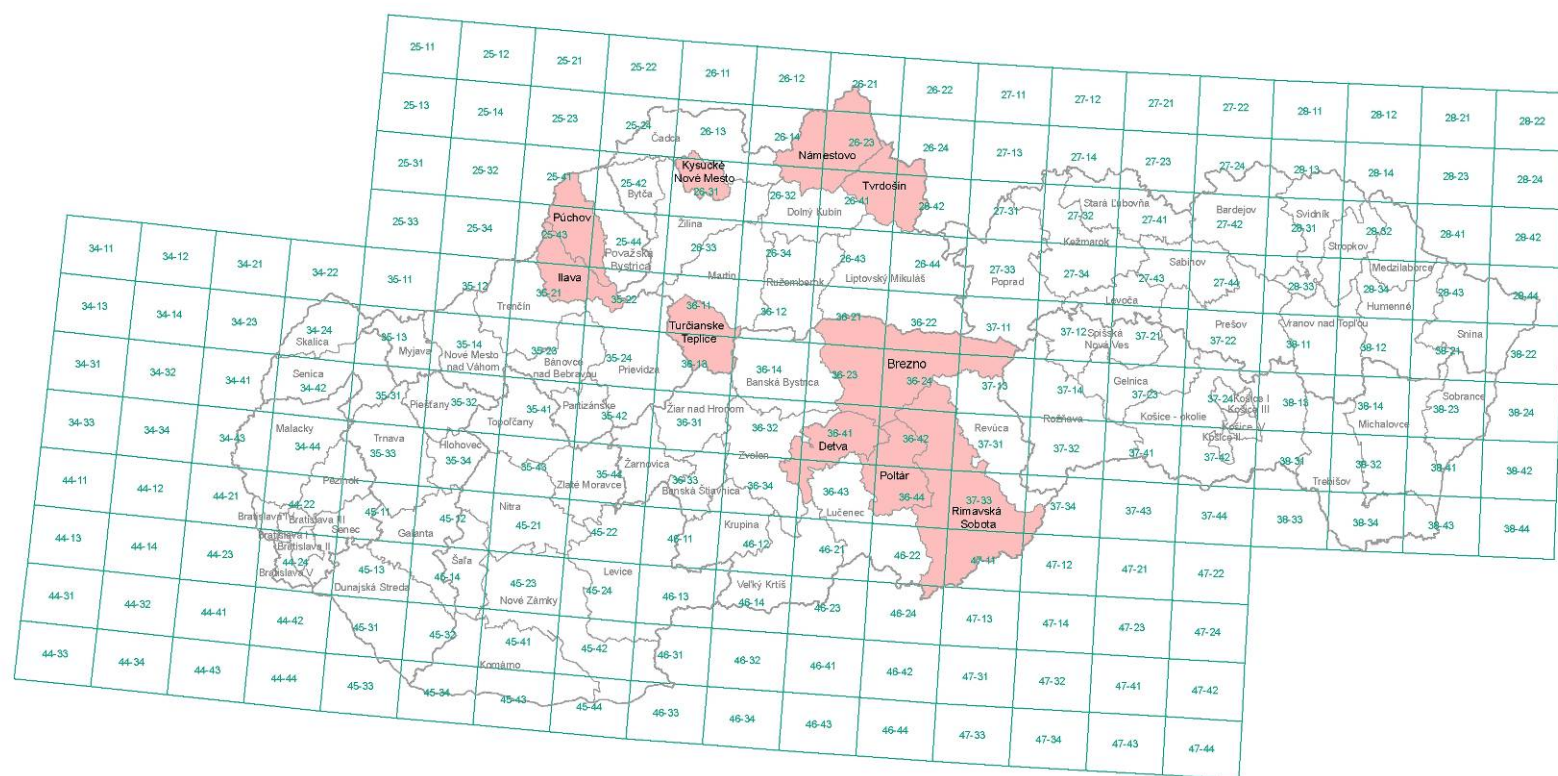 25-11
25-12
25-21
25-22
26-11
26-12
26-21
26-22
27-11
27-12
27-21
27-22
28-11
28-12
28-21
28-22
25-13
25-14
25-23
25-24
Čadca
26-13
26-14
26-23
26-24
27-13
27-14
27-23
27-24
28-13
28-14
28-23
28-24
Námestovo
Kysucké
Nové Mesto
26-31
Tvrdošín
25-31
25-32
25-41
25-42
Bytča
26-32
Dolný Kubín
26-41
28-42
27-31
27-32
Stará Ľubovňa
27-41
Bardejov
27-42
Svidník
28-31
28-32
Stropkov
28-41
28-42
25-33
25-34
Púchov
25-43
25-44
Považská
Bystrica
Žilina
26-33
Martin
26-34
Ružomberok
26-43
Liptovský Mikuláš
26-44
27-33
Poprad
Kežmarok
27-34
Levoča
27-43
Sabinov
27-44
28-33
28-34
Medzilaborce
Humenné
28-43
28-44
34-11
34-12
34-21
34-22
35-11
35-12
Trenčín
Ilava
35-21
35-22
36-11
Turčianske
Teplice
36-13
36-12
36-21
36-22
37-11
37-12
Spišská
Nová Ves
37-21
Prešov
37-22
38-11
Vranov nad Topľou
38-12
Snina
38-21
38-22
34-13
34-14
34-23
34-24
Skalica
35-13
Myjava
35-14
Nové Mesto
nad Váhom
35-23
Bánovce
nad Bebravou
35-24
Prievidza
36-14
Banská Bystrica
36-23
Brezno
36-24
37-13
37-14
Gelnica
37-23
37-24
Košice I
Košice III
Košice V
Košice II
37-42
Košice - okolie
38-13
38-14
Michalovce
38-23
Sobrance
38-24
34-31
34-32
34-41
Senica
34-42
35-31
Piešťany
35-32
35-41
Topoľčany
Partizánske
35-42
Žiar nad Hronom
36-31
36-32
Zvolen
36-41
Detva
36-42
Revúca
37-31
Rožňava
37-32
37-41
38-31
38-32
Trebišov
38-41
38-42
34-33
34-34
34-43
Malacky
34-44
Trnava
35-33
Hlohovec
35-34
35-43
Zlaté Moravce
35-44
Žarnovica
36-33
Banská Štiavnica
36-34
36-43
Lučenec
Poltár
36-44
37-33
Rimavská
Sobota
37-34
37-43
37-44
38-33
38-34
38-43
38-44
44-11
44-12
44-21
44-22
Pezinok
Bratislava III
Bratislava I
Bratislava II
Bratislava V
44-24
Senec
45-11
Galanta
45-12
Nitra
45-21
45-22
46-11
Krupina
46-12
46-21
46-22
47-11
47-12
47-21
47-22
44-13
44-14
44-23
45-13
Dunajská Streda
Šaľa
45-14
45-23
Nové Zámky
45-24
Levice
46-13
Veľký Krtíš
46-14
46-23
46-24
47-13
47-14
47-23
47-24
44-31
44-32
44-41
44-42
45-31
45-32
45-41
45-42
46-31
46-32
46-41
46-42
47-31
47-32
47-41
47-42
44-33
44-34
44-43
44-44
45-33
45-34
Komárno
45-43
45-44
46-33
46-34
46-43
46-44
47-33
47-34
47-43
47-44